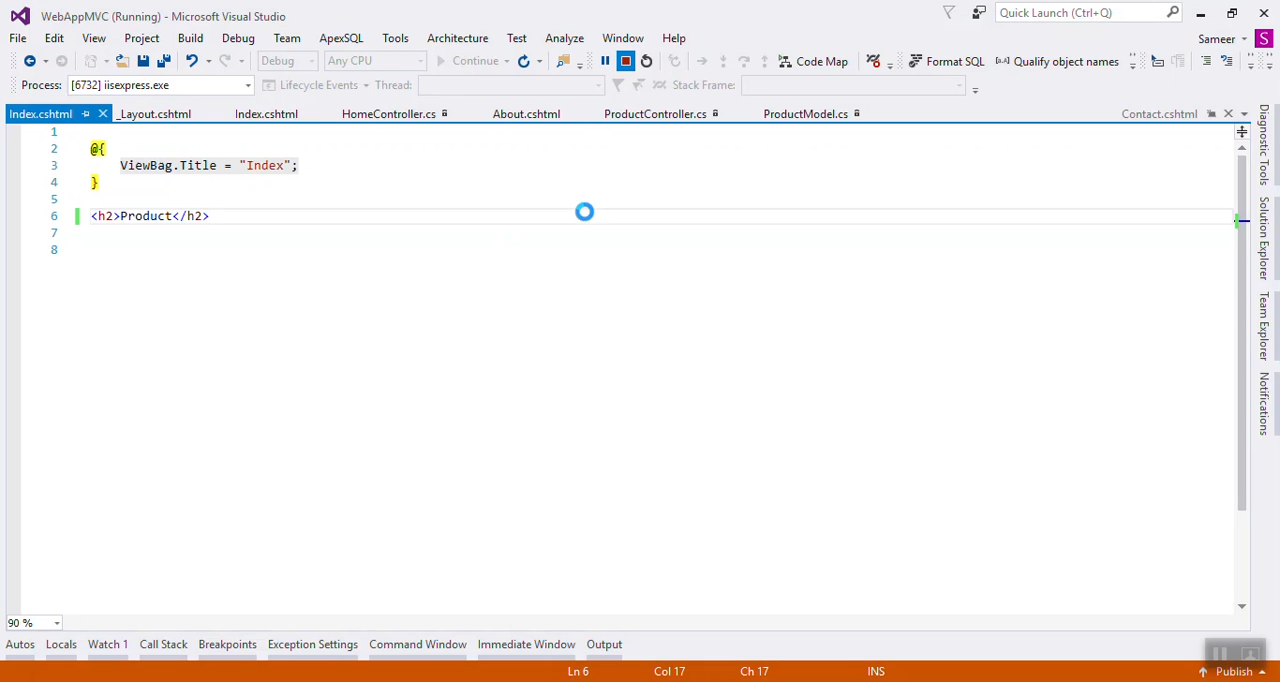 WebAppMVC (Running) - Microsoft Visual Studio
Quick Launch (Ctrl+Q)
File Edit View Project Build Debug Team ApexSQL Tools Architecture Test Analyze Window Help
Sameer S
Debug Any CPU Continue Code Map Format SQL Qualify object names
Process: [6732] iisexpress.exe Lifecycle Events Thread: Stack Frame:
Index.cshtml _Layout.cshtml Index.cshtml HomeController.cs About.cshtml ProductController.cs ProductModel.cs Contact.cshtml
1
2 @{
3 ViewBag.Title = "Index";
4 }
5
6 <h2>Product</h2>
7
8
Diagnostic Tools
Solution Explorer
Team Explorer
Notifications
90 %
Autos Locals Watch 1 Call Stack Breakpoints Exception Settings Command Window Immediate Window Output
Ln 6 Col 17 Ch 17 INS Publish